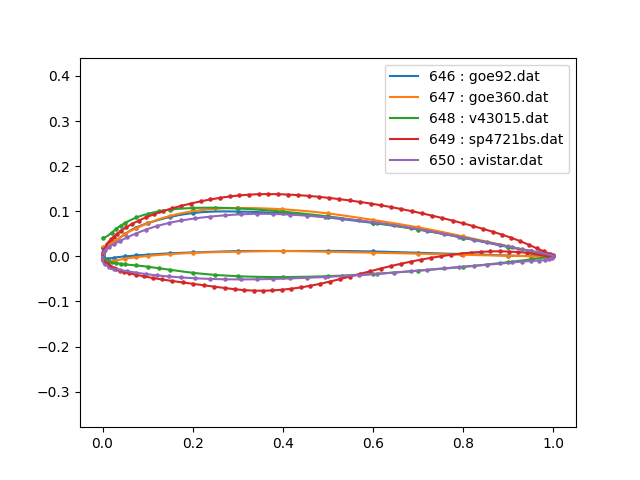 646 : goe92.dat
647 : goe360.dat
648 : v43015.dat
649 : sp4721bs.dat
650 : avistar.dat
0.4
0.3
0.2
0.1
0.0
−0.1
−0.2
−0.3
0.0 0.2 0.4 0.6 0.8 1.0